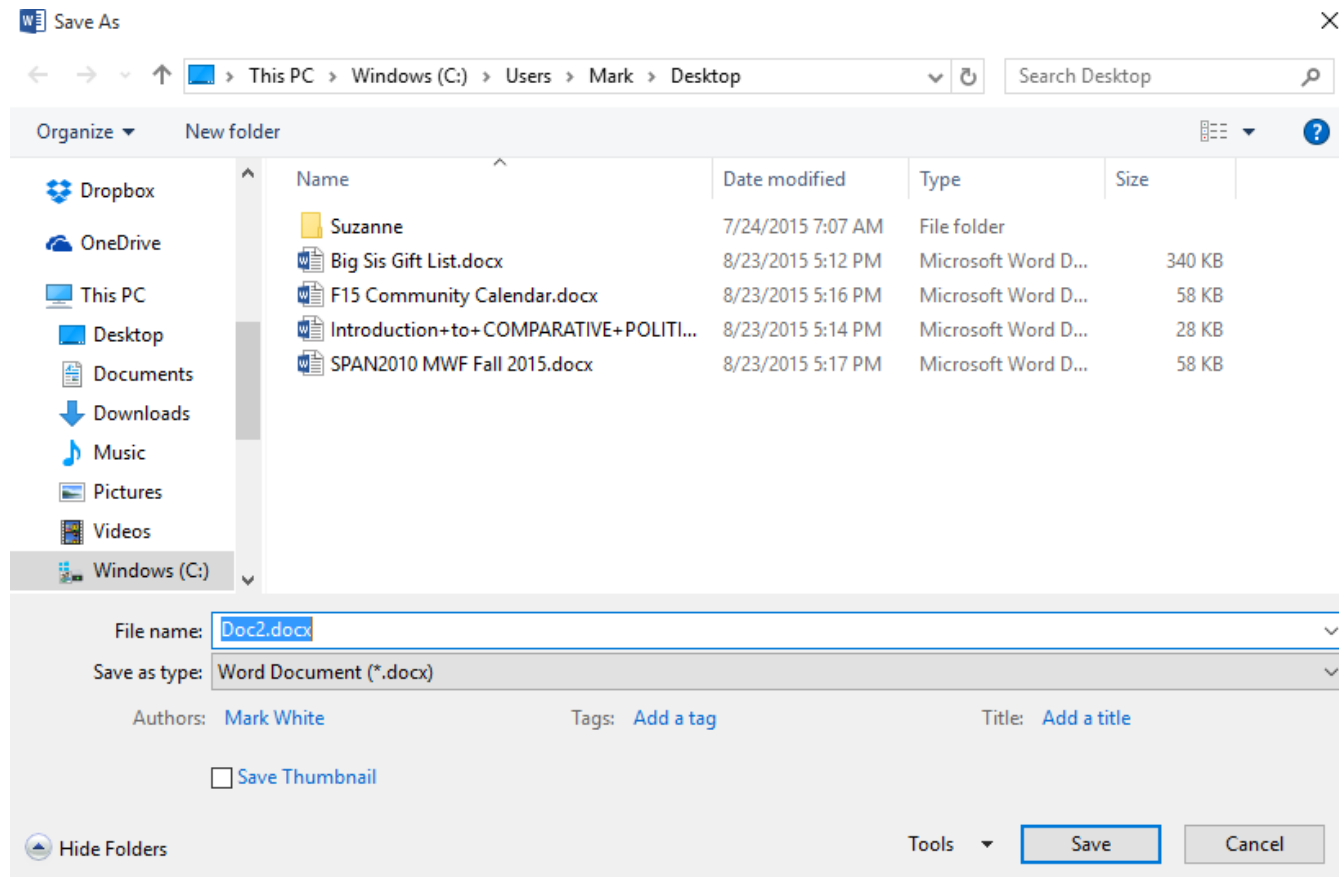 Save As
This PC > Windows (C:) > Users > Mark > Desktop Search Desktop
Organize New folder
Name Date modified Type Size
Dropbox
OneDrive
This PC
Desktop
Documents
Downloads
Music
Pictures
Videos
Windows (C:)
Suzanne 7/24/2015 7:07 AM File folder
Big Sis Gift List.docx 8/23/2015 5:12 PM Microsoft Word D... 340 KB
F15 Community Calendar.docx 8/23/2015 5:16 PM Microsoft Word D... 58 KB
Introduction+to+COMPARATIVE+POLITI... 8/23/2015 5:14 PM Microsoft Word D... 28 KB
SPAN2010 MWF Fall 2015.docx 8/23/2015 5:17 PM Microsoft Word D... 58 KB
File name: Doc2.docx
Save as type: Word Document (*.docx)
Authors: Mark White Tags: Add a tag Title: Add a title
Save Thumbnail
Hide Folders Tools Save Cancel